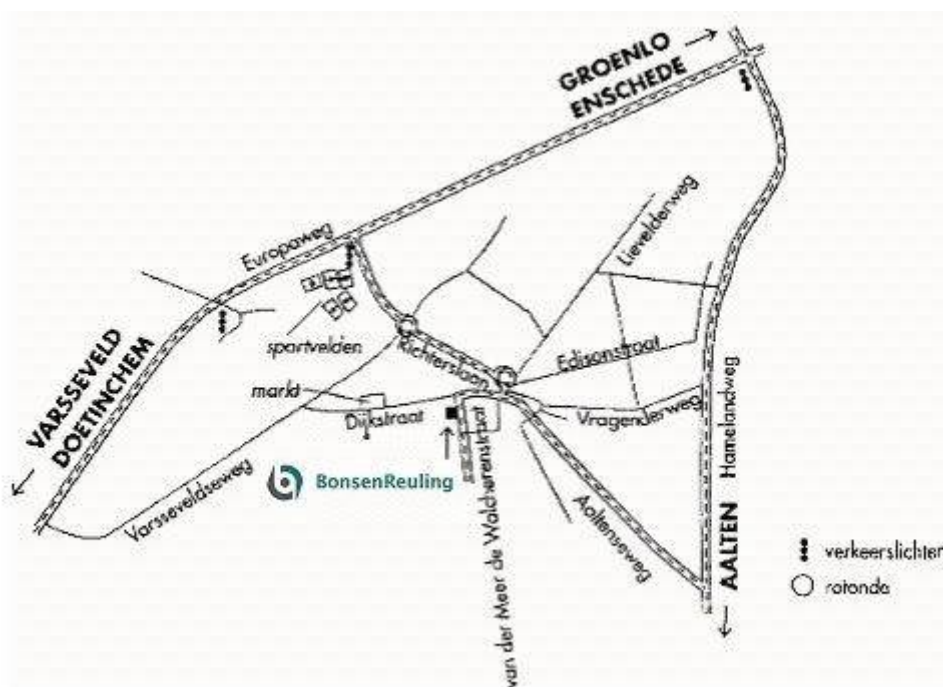 GROENLO
ENSCHEDE
Europaweg
Lievelderweg
VARSSEVELD
DOETINCHEM
sportvelden
Richterslaan
Edisonstraat
markt
Dijkstraat
Vragenderweg
Hamelandweg
Varsseveldseweg
BonsenReuling
van der Meer de Walcherenstraat
Aaltenseweg
AALTEN
verkeerslichten
rotonde